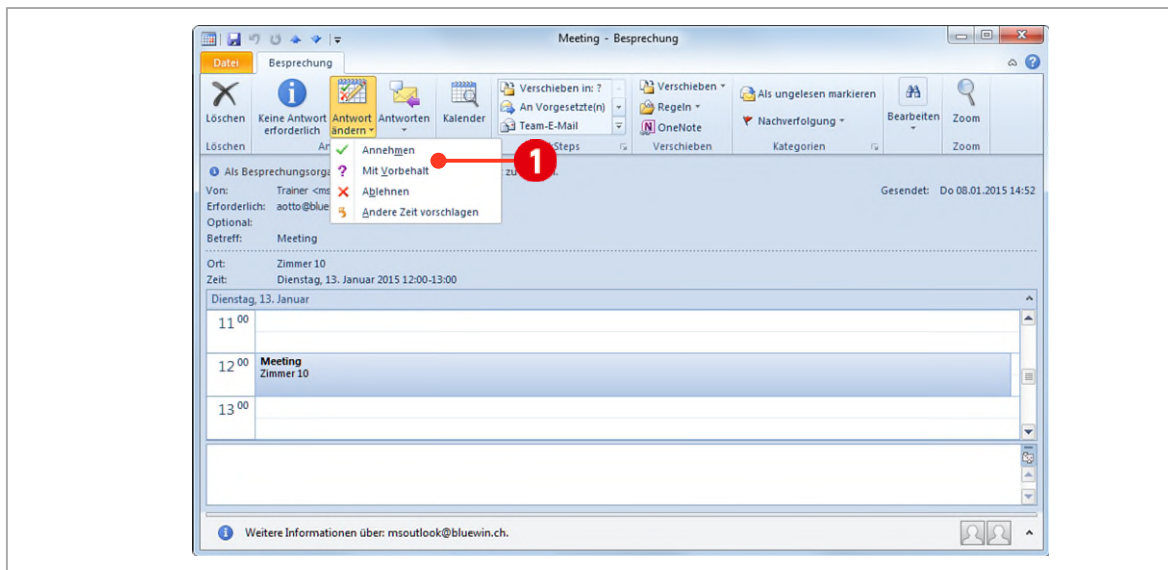 Meeting - Besprechung
Datei Besprechung
Löschen
Keine Antwort erforderlich
Antwort ändern
Antworten
Kalender
Verschieben in: ?
An Vorgesetzte(n)
Team-E-Mail
Verschieben
Regeln
OneNote
Als ungelesen markieren
Nachverfolgung
Bearbeiten
Zoom
Löschen An Steps Verschieben Kategorien Zoom
Annehmen
Mit Vorbehalt
Ablehnen
Andere Zeit vorschlagen
1
Als Besprechungsorga zu
Von: Trainer <ms
Gesendet: Do 08.01.2015 14:52
Erforderlich: aotto@blue
Optional:
Betreff: Meeting
Ort: Zimmer 10
Zeit: Dienstag, 13. Januar 2015 12:00-13:00
Dienstag, 13. Januar
11 00
12 00 Meeting
Zimmer 10
13 00
Weitere Informationen über: msoutlook@bluewin.ch.